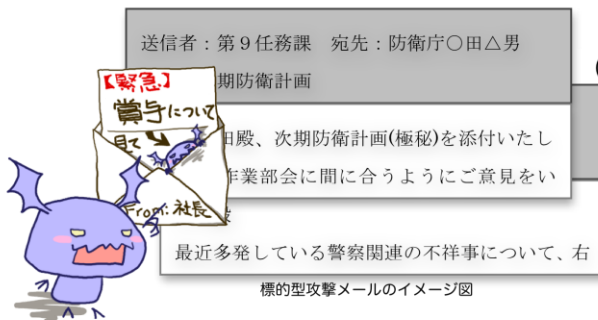 送信者：第９任務課　宛先：防衛庁○田△男
期防衛計画
田殿、次期防衛計画(極秘)を添付いたし
作業部会に間に合うようにご意見をい
【緊急】
賞与について
見て
From: 社長
最近多発している警察関連の不祥事について、右
標的型攻撃メールのイメージ図